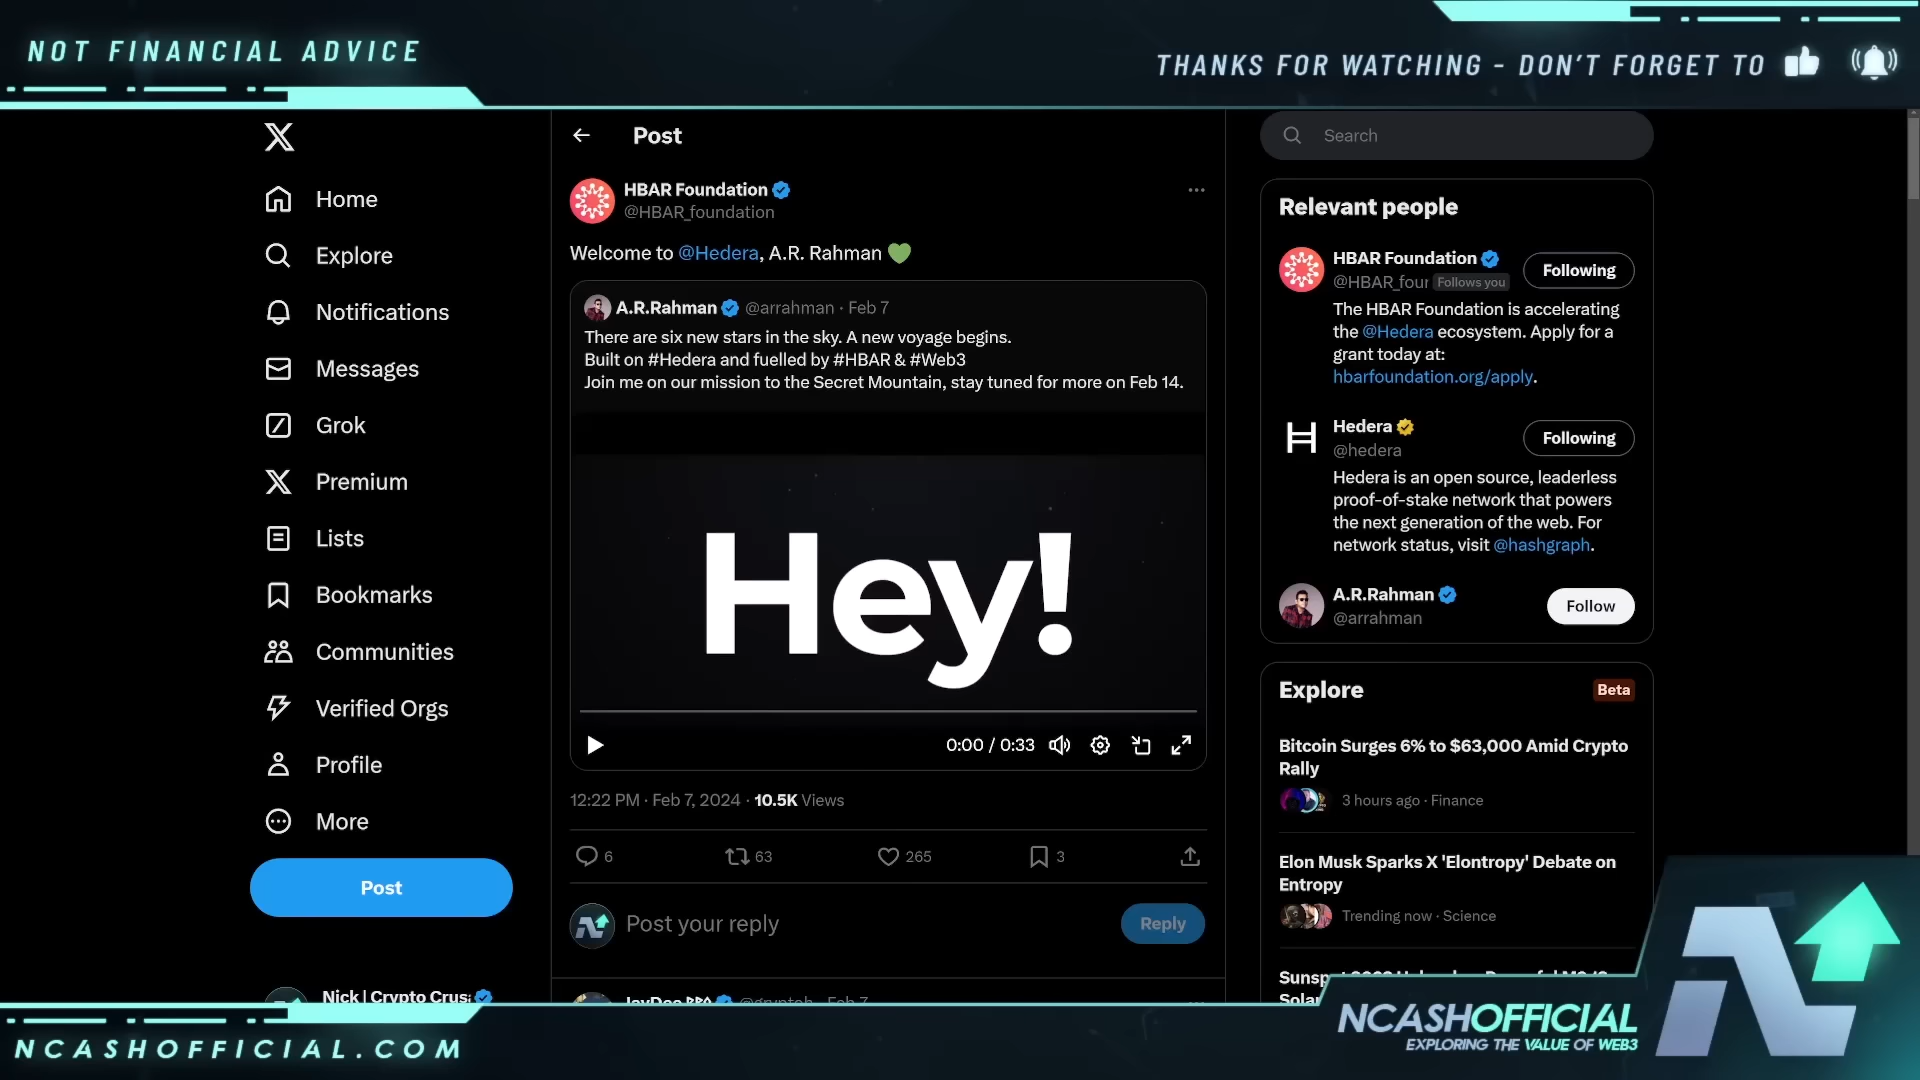 NOT FINANCIAL ADVICE
THANKS FOR WATCHING - DON'T FORGET TO
Home
Explore
Notifications
Messages
Grok
Premium
Lists
Bookmarks
Communities
Verified Orgs
Profile
More
Post
Nick | Crypto Crus
Post
HBAR Foundation
@HBAR_foundation
Welcome to @Hedera, A.R. Rahman 💚
A.R.Rahman @arrahman · Feb 7
There are six new stars in the sky. A new voyage begins.
Built on #Hedera and fuelled by #HBAR & #Web3
Join me on our mission to the Secret Mountain, stay tuned for more on Feb 14.
Hey!
0:00 / 0:33
12:22 PM · Feb 7, 2024 · 10.5K Views
6 63 265 3
Post your reply
Reply
Feb 7
Search
Relevant people
HBAR Foundation
@HBAR_four Follows you
Following
The HBAR Foundation is accelerating
the @Hedera ecosystem. Apply for a
grant today at:
hbarfoundation.org/apply.
Hedera
@hedera
Following
Hedera is an open source, leaderless
proof-of-stake network that powers
the next generation of the web. For
network status, visit @hashgraph.
A.R.Rahman
@arrahman
Follow
Explore
Beta
Bitcoin Surges 6% to $63,000 Amid Crypto
Rally
3 hours ago · Finance
Elon Musk Sparks X 'Elontropy' Debate on
Entropy
Trending now · Science
NCASHOFFICIAL.COM
NCASHOFFICIAL
EXPLORING THE VALUE OF WEB3